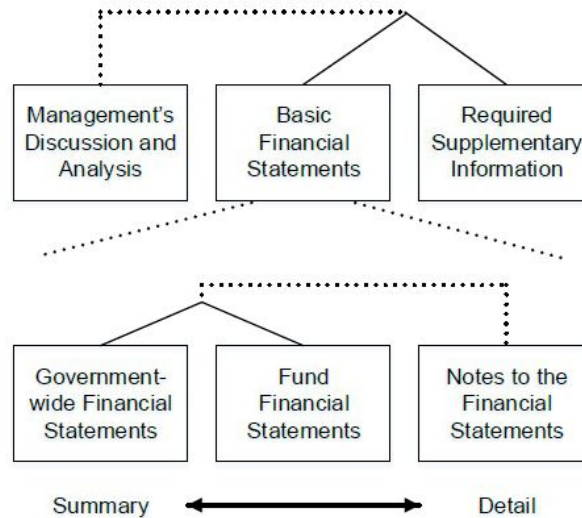 Management's
Discussion and
Analysis
Basic
Financial
Statements
Required
Supplementary
Information
Government-
wide Financial
Statements
Fund
Financial
Statements
Notes to the
Financial
Statements
Summary
Detail